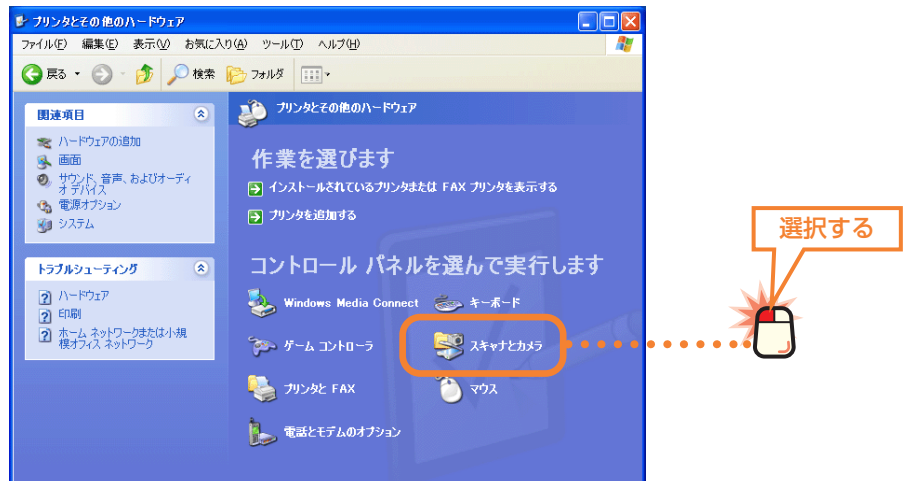 プリンタとその他のハードウェア
ファイル(F) 編集(E) 表示(V) お気に入り(A) ツール(T) ヘルプ(H)
戻る 検索 フォルダ
関連項目
ハードウェアの追加
画面
サウンド、音声、およびオーディ
オ デバイス
電源オプション
システム
トラブルシューティング
ハードウェア
印刷
ホーム ネットワークまたは小規
模オフィス ネットワーク
プリンタとその他のハードウェア
作業を選びます
インストールされているプリンタまたは FAX プリンタを表示する
プリンタを追加する
コントロール パネルを選んで実行します
Windows Media Connect キーボード
ゲーム コントローラ スキャナとカメラ
プリンタと FAX マウス
電話とモデムのオプション
選択する